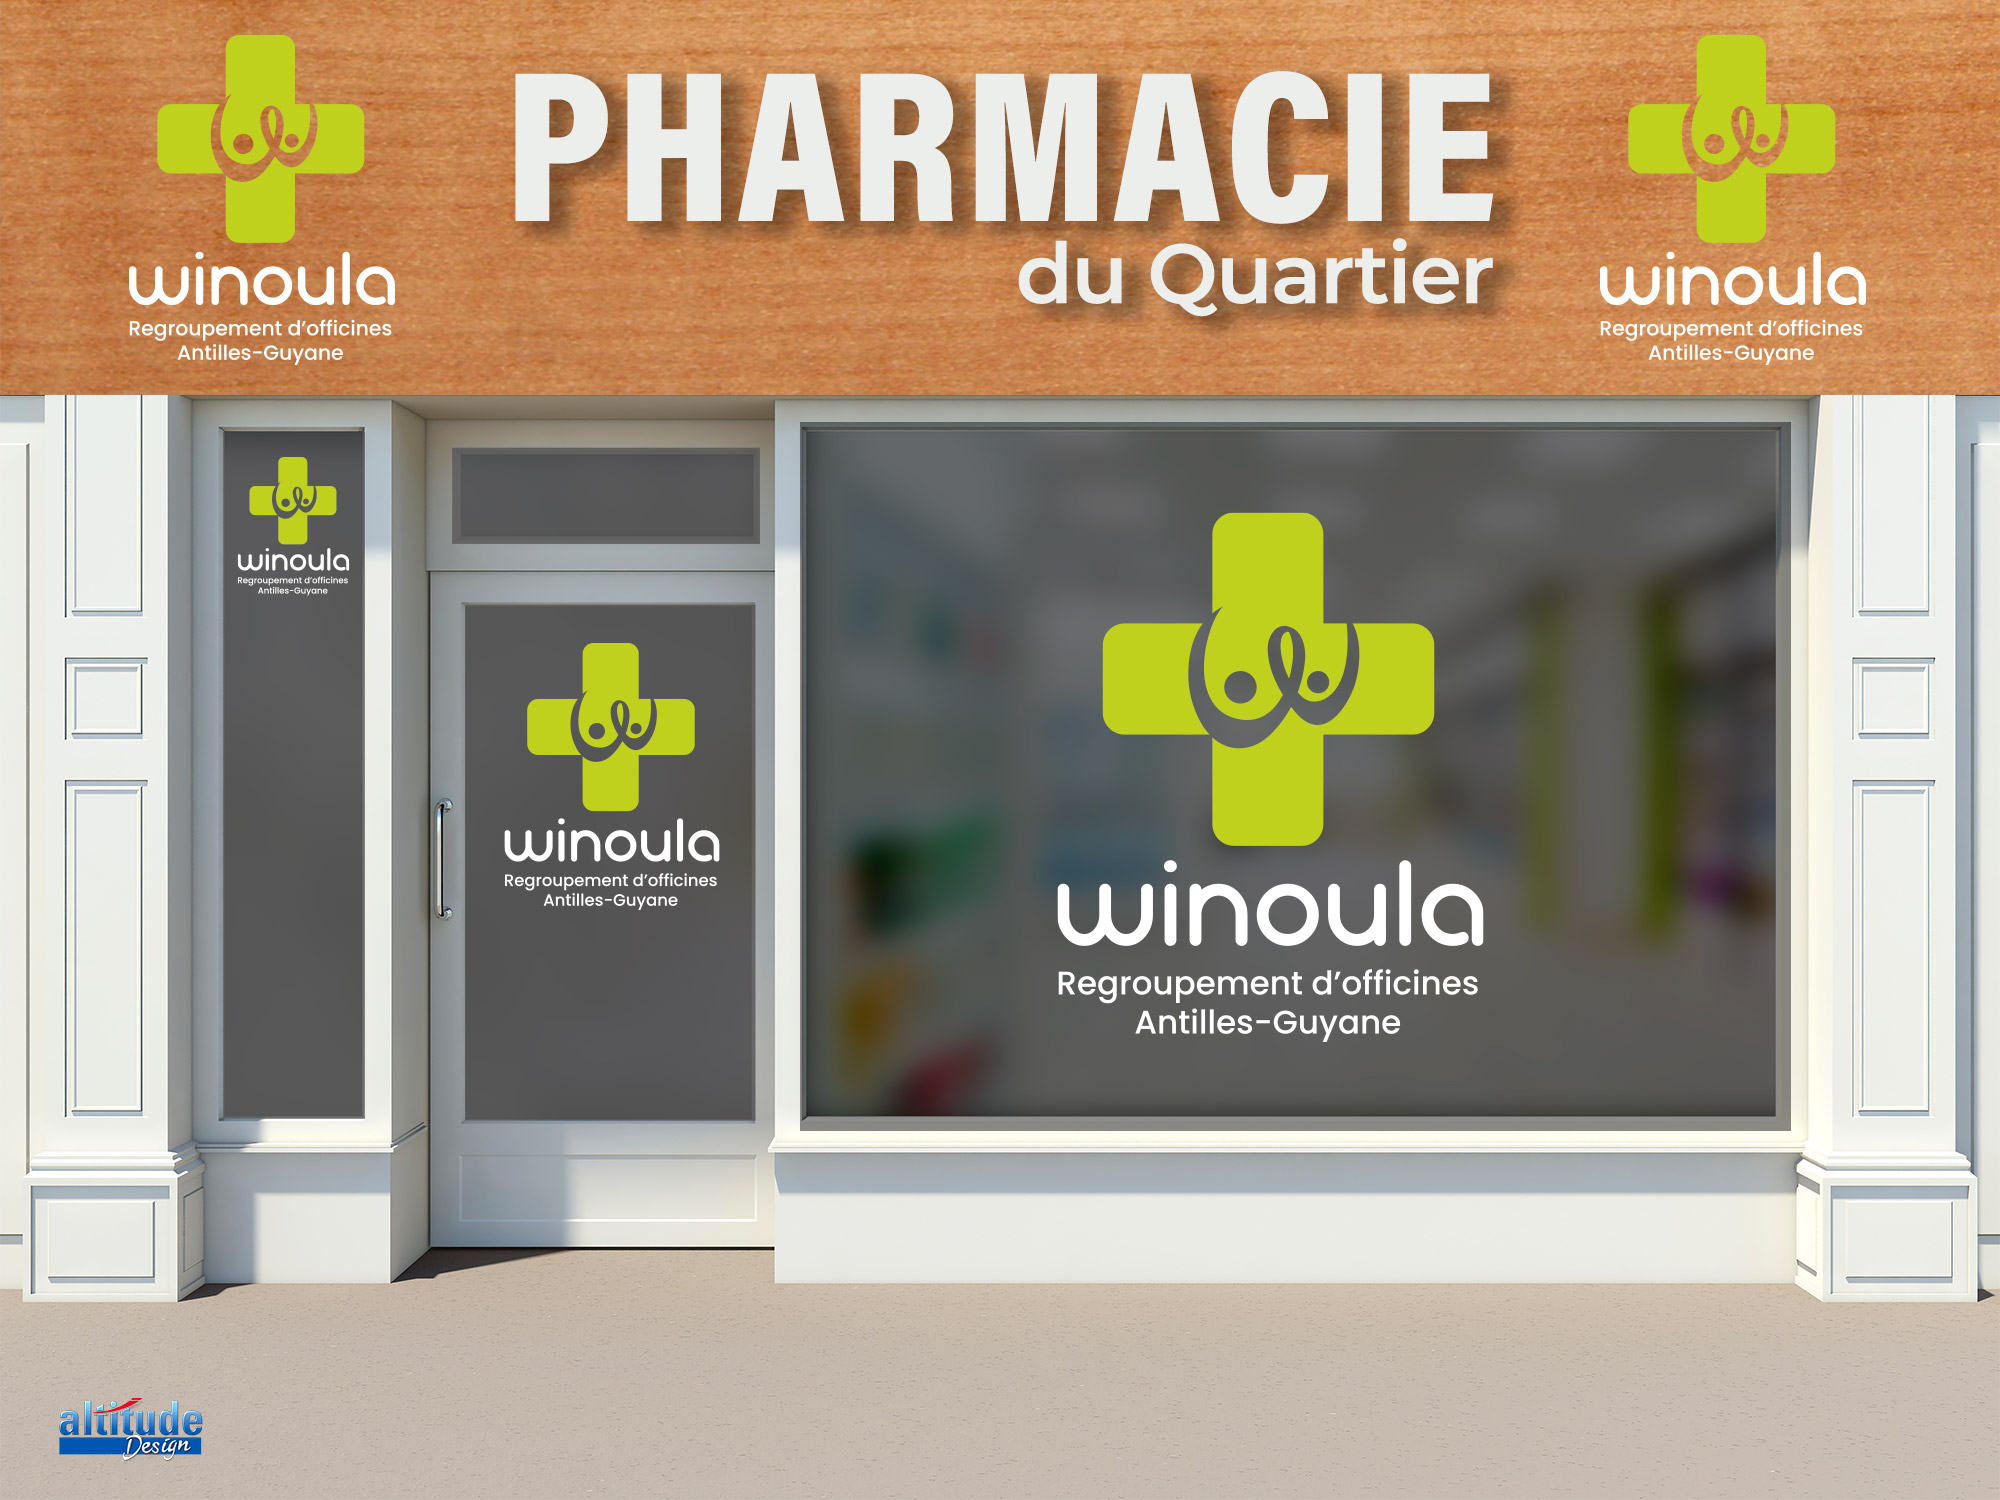 PHARMACIE
du Quartier
winoula
Regroupement d'officines
Antilles-Guyane
winoula
Regroupement d'officines
Antilles-Guyane
winoula
Regroupement d'officines
Antilles-Guyane
winoula
Regroupement d'officines
Antilles-Guyane
winoula
Regroupement d'officines
Antilles-Guyane
altitude
Design